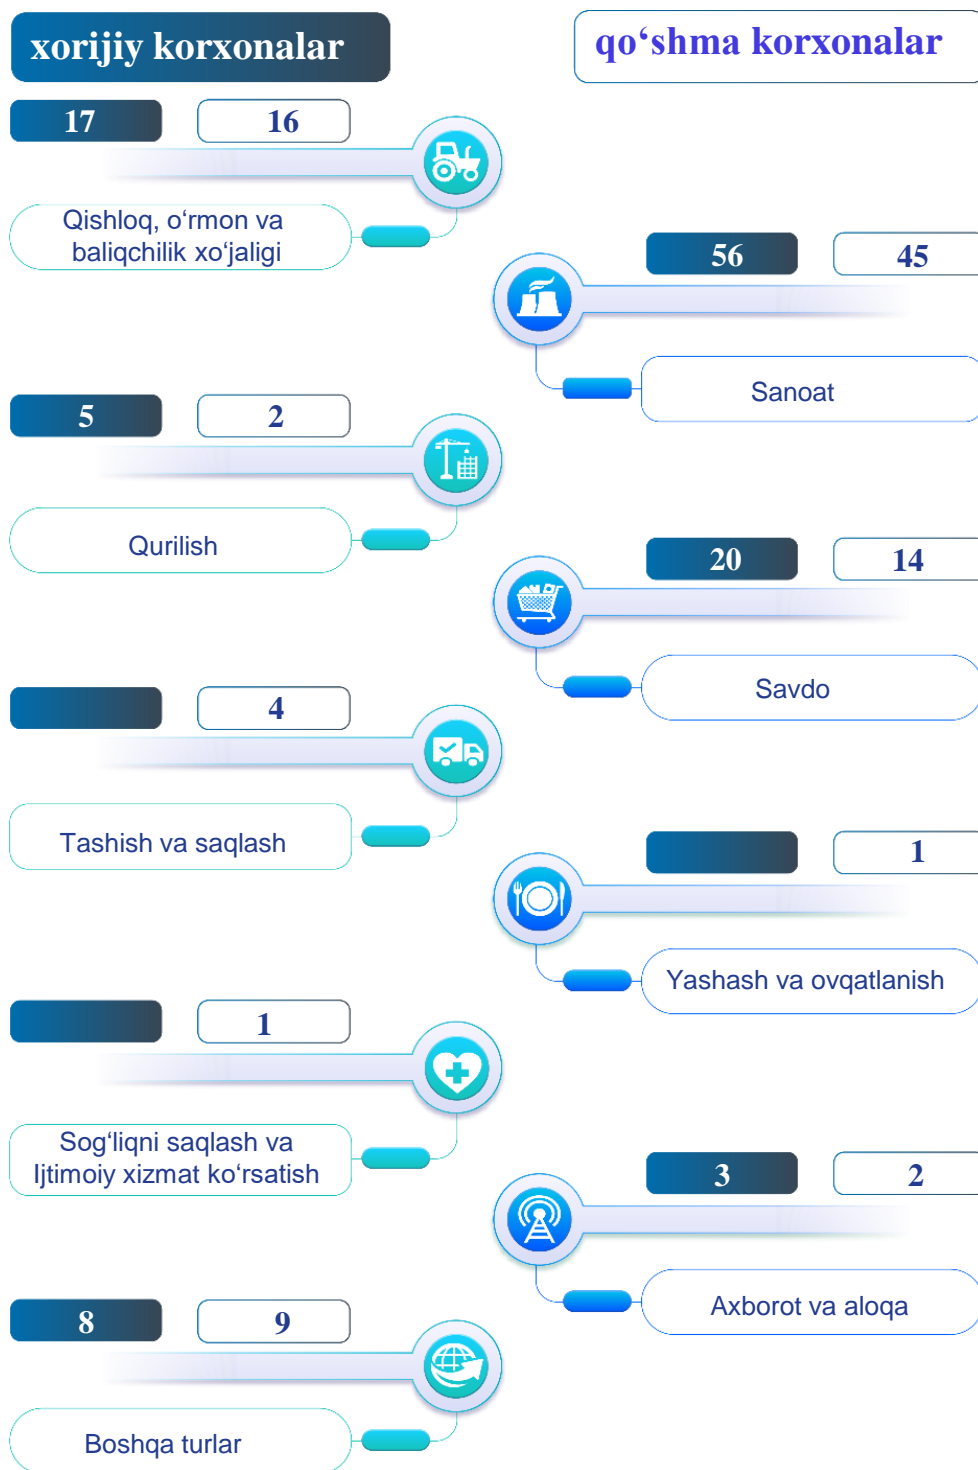 xorijiy korxonalar
qo‘shma korxonalar
17
16
Qishloq, o‘rmon va
baliqchilik xo‘jaligi
56
45
Sanoat
5
2
Qurilish
20
14
Savdo
4
Tashish va saqlash
1
Yashash va ovqatlanish
1
Sog‘liqni saqlash va
Ijtimoiy xizmat ko‘rsatish
3
2
Axborot va aloqa
8
9
Boshqa turlar